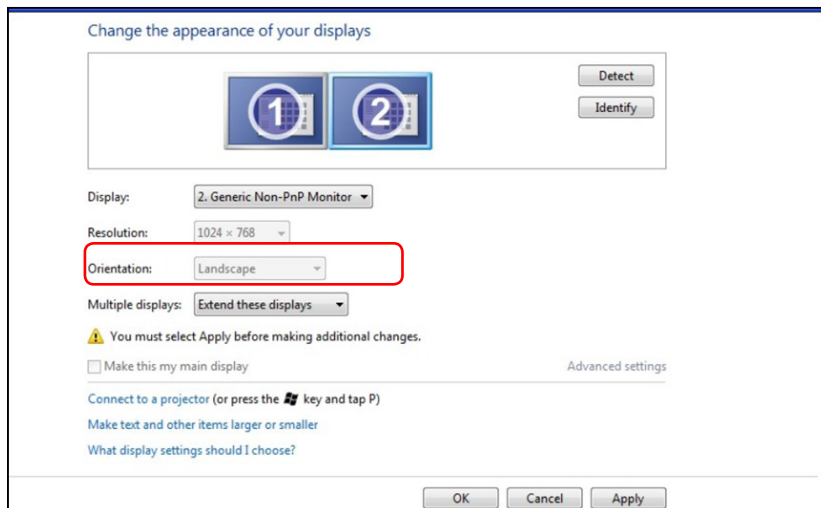 Change the appearance of your displays
1 2
Detect
Identify
Display: 2. Generic Non-PnP Monitor
Resolution: 1024 × 768
Orientation: Landscape
Multiple displays: Extend these displays
You must select Apply before making additional changes.
Make this my main display Advanced settings
Connect to a projector (or press the key and tap P)
Make text and other items larger or smaller
What display settings should I choose?
OK Cancel Apply